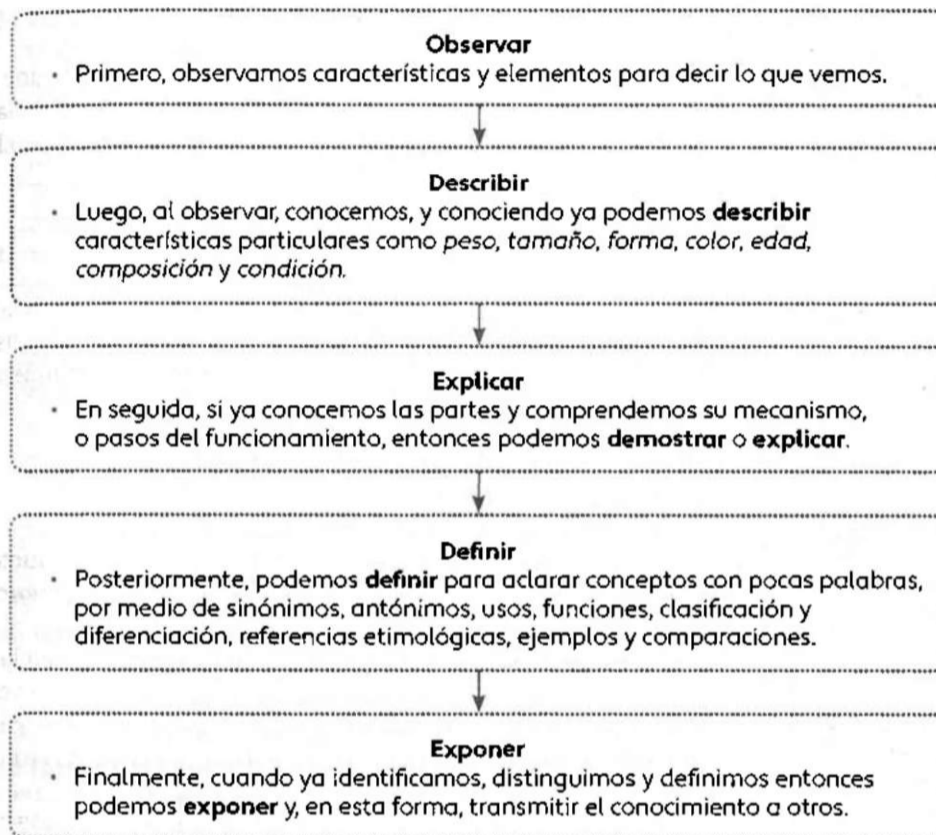 Observar
· Primero, observamos características y elementos para decir lo que vemos.
Describir
· Luego, al observar, conocemos, y conociendo ya podemos describir
características particulares como peso, tamaño, forma, color, edad,
composición y condición.
Explicar
· En seguida, si ya conocemos las partes y comprendemos su mecanismo,
o pasos del funcionamiento, entonces podemos demostrar o explicar.
Definir
· Posteriormente, podemos definir para aclarar conceptos con pocas palabras,
por medio de sinónimos, antónimos, usos, funciones, clasificación y
diferenciación, referencias etimológicas, ejemplos y comparaciones.
Exponer
· Finalmente, cuando ya identificamos, distinguimos y definimos entonces
podemos exponer y, en esta forma, transmitir el conocimiento a otros.